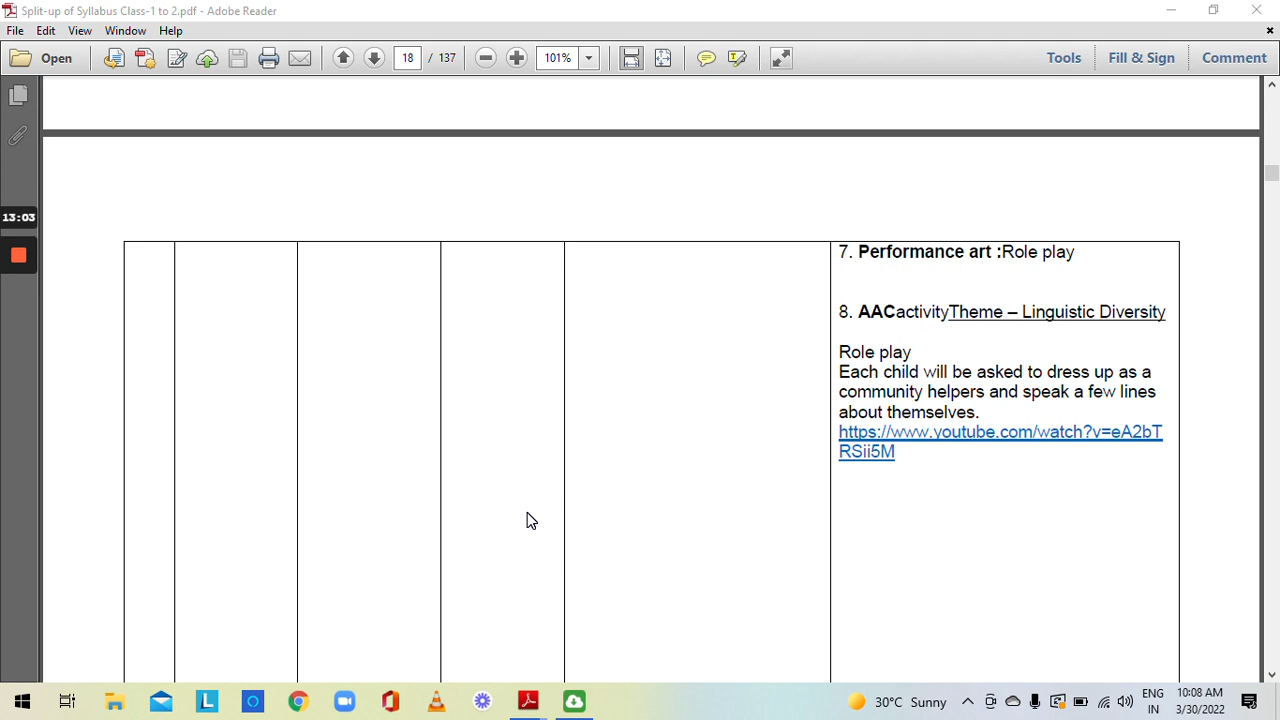 Split-up of Syllabus Class-1 to 2.pdf - Adobe Reader
File Edit View Window Help
Open 18 / 137 101% Tools Fill & Sign Comment
13:03
7. Performance art :Role play
8. AACactivityTheme – Linguistic Diversity
Role play
Each child will be asked to dress up as a
community helpers and speak a few lines
about themselves.
https://www.youtube.com/watch?v=eA2bT
RSii5M
L 30°C Sunny ENG
IN 10:08 AM
3/30/2022